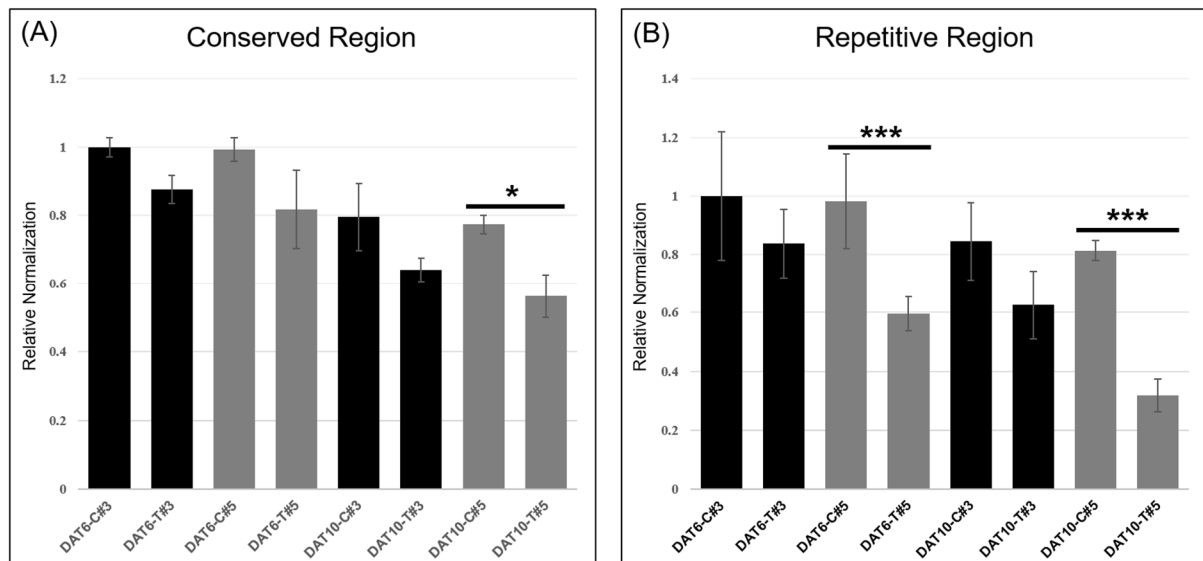 (A)
Conserved Region
Relative Normalization
1.2
1
0.8
0.6
0.4
0.2
0
*
DAT6-C#3
DAT6-T#3
DAT6-C#5
DAT6-T#5
DAT10-C#3
DAT10-T#3
DAT10-C#5
DAT10-T#5
(B)
Repetitive Region
Relative Normalization
1.4
1.2
1
0.8
0.6
0.4
0.2
0
***
***
DAT6-C#3
DAT6-T#3
DAT6-C#5
DAT6-T#5
DAT10-C#3
DAT10-T#3
DAT10-C#5
DAT10-T#5